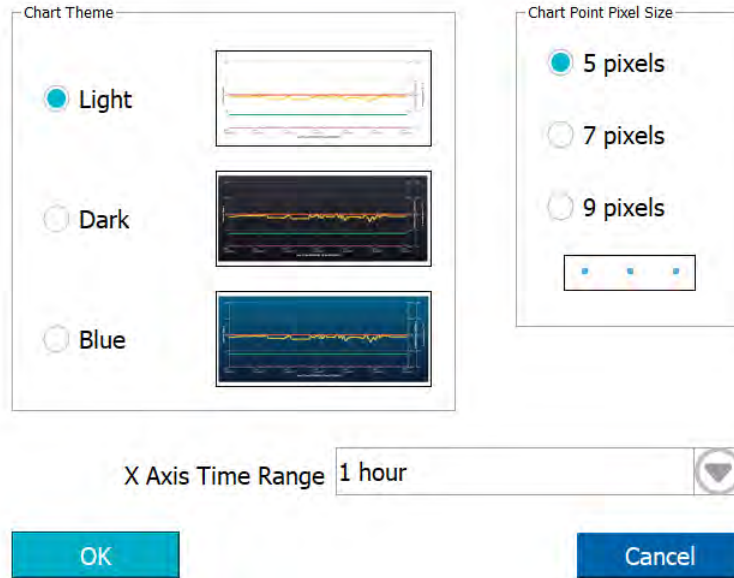 Chart Theme
Light
Dark
Blue
Chart Point Pixel Size
5 pixels
7 pixels
9 pixels
X Axis Time Range 1 hour
OK
Cancel